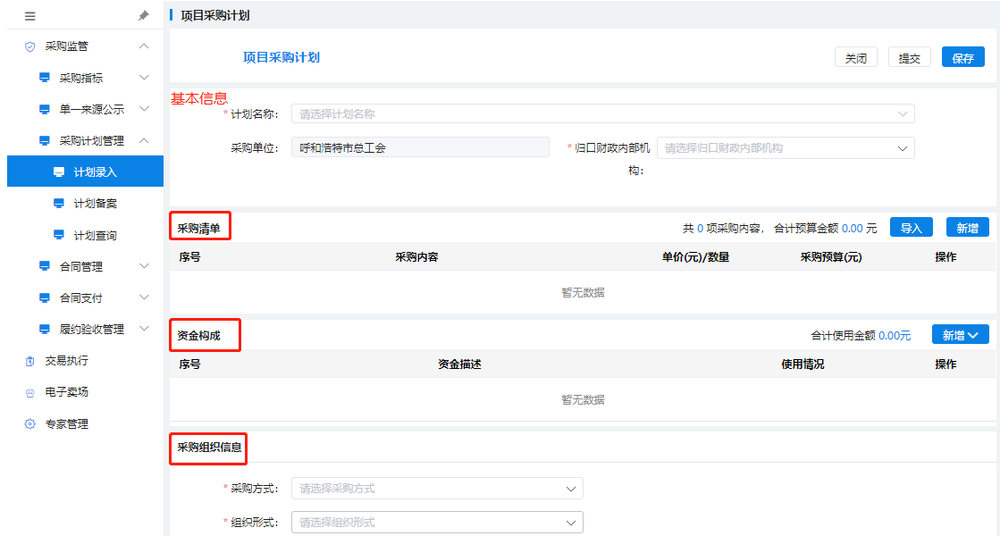 项目采购计划
采购监管
采购指标
单一来源公示
采购计划管理
计划录入
计划备案
计划查询
合同管理
合同支付
履约验收管理
交易执行
电子卖场
专家管理
项目采购计划
关闭 提交 保存
基本信息
* 计划名称： 请选择计划名称
采购单位： 呼和浩特市总工会 * 归口财政内部机 请选择归口财政内部机构
构：
采购清单 共 0 项采购内容， 合计预算金额 0.00 元 导入 新增
序号 采购内容 单价(元)/数量 采购预算(元) 操作
暂无数据
资金构成 合计使用金额 0.00元 新增
序号 资金描述 使用情况 操作
暂无数据
采购组织信息
* 采购方式： 请选择采购方式
* 组织形式： 请选择组织形式